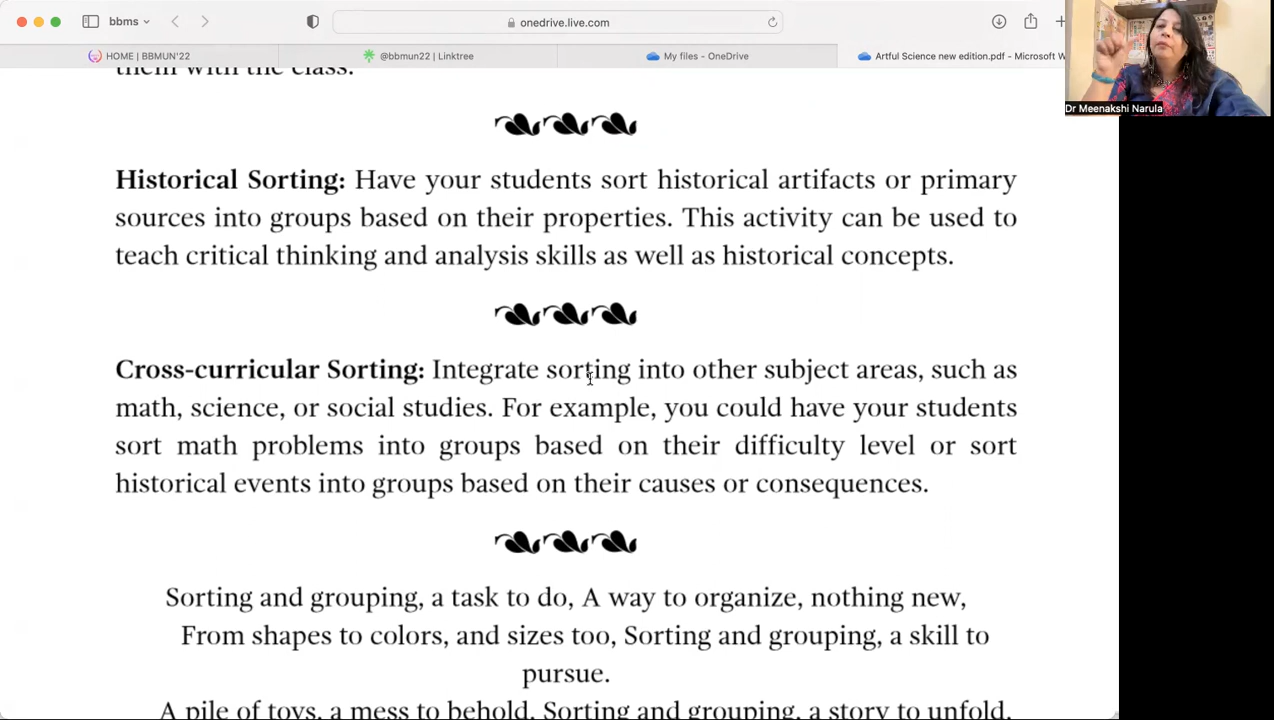 bbms
onedrive.live.com
HOME | BBMUN'22
@bbmun22 | Linktree
My files - OneDrive
Artful Science new edition.pdf - Microsoft W
Dr Meenakshi Narula
them with the class.
Historical Sorting: Have your students sort historical artifacts or primary
sources into groups based on their properties. This activity can be used to
teach critical thinking and analysis skills as well as historical concepts.
Cross-curricular Sorting: Integrate sorting into other subject areas, such as
math, science, or social studies. For example, you could have your students
sort math problems into groups based on their difficulty level or sort
historical events into groups based on their causes or consequences.
Sorting and grouping, a task to do, A way to organize, nothing new,
From shapes to colors, and sizes too, Sorting and grouping, a skill to
pursue.
A pile of toys, a mess to behold, Sorting and grouping, a story to unfold,